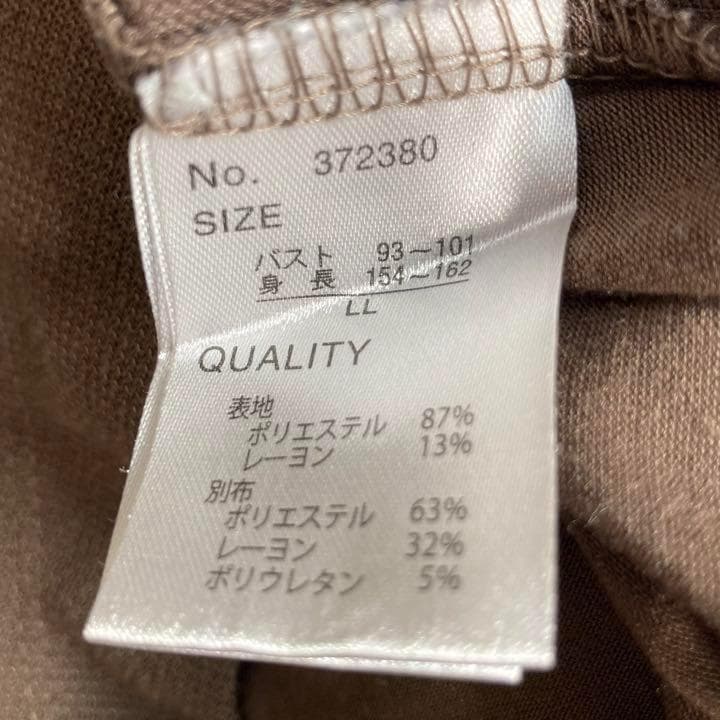 No. 372380
SIZE
バスト 93～101
身 長 154～162
LL
QUALITY
表地
ポリエステル 87%
レーヨン 13%
別布
ポリエステル 63%
レーヨン 32%
ポリウレタン 5%